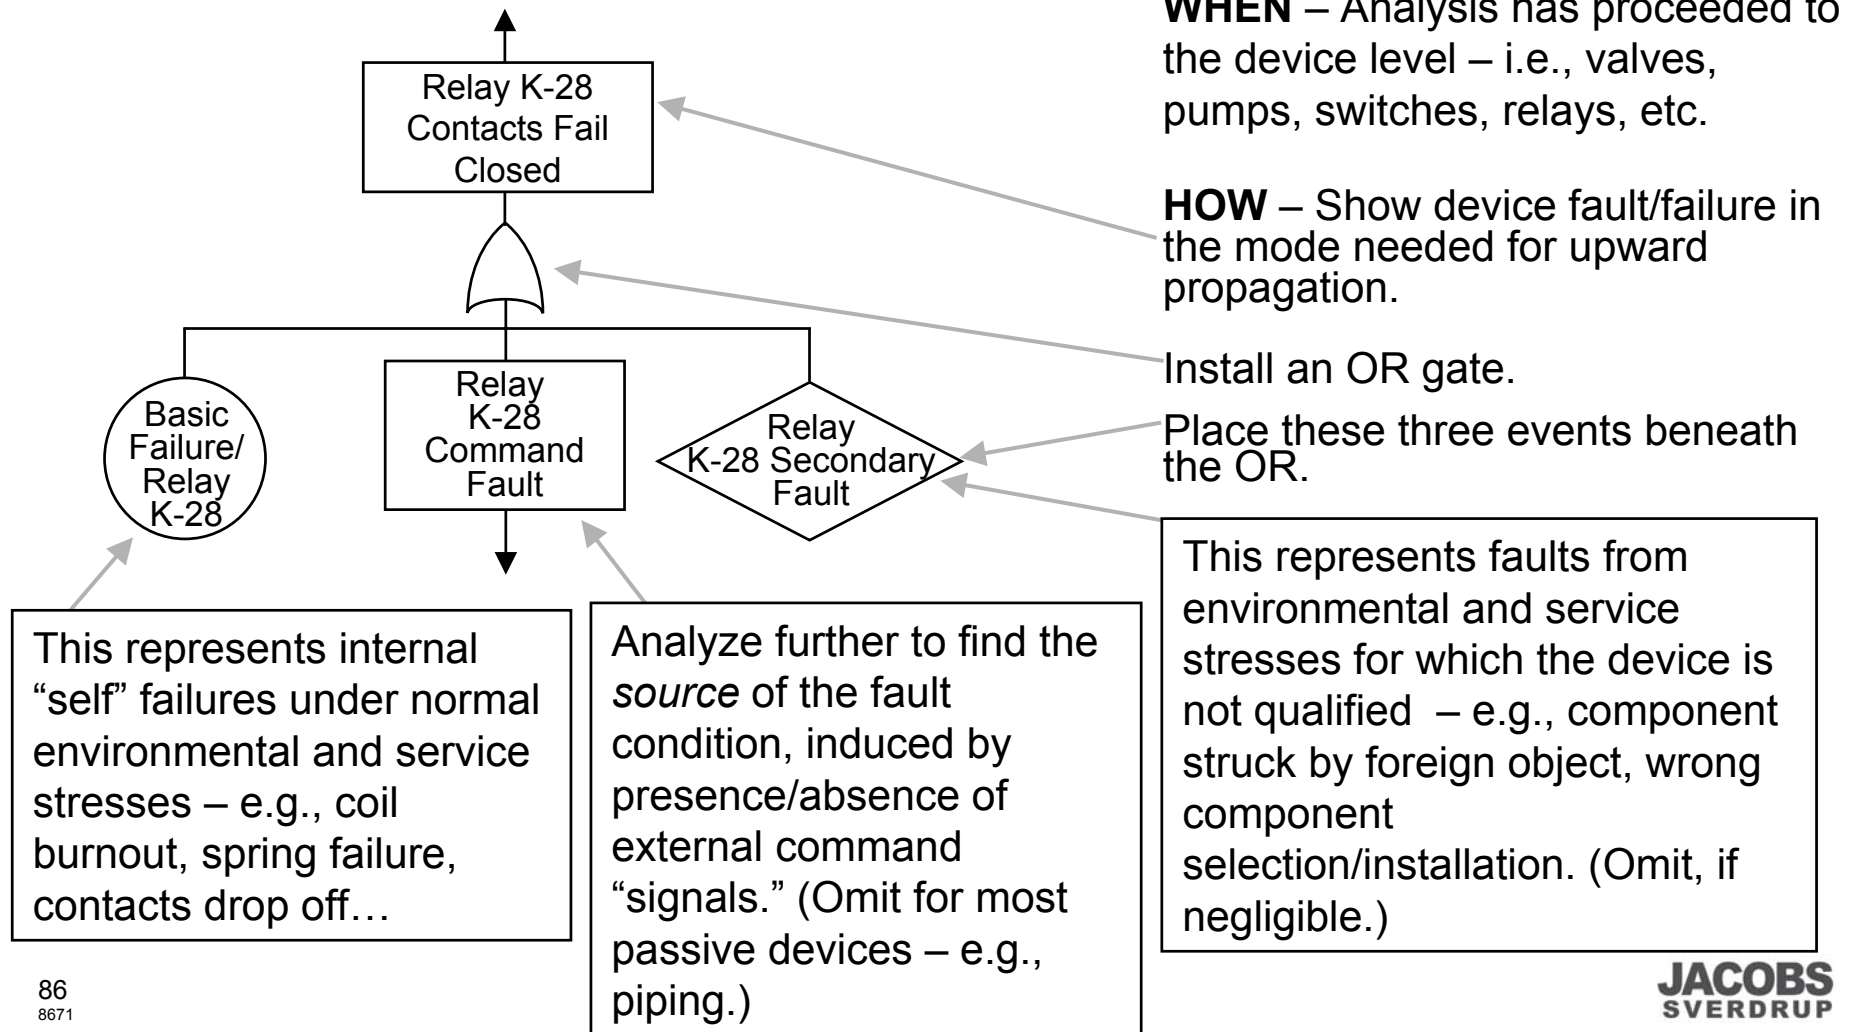 WHEN – Analysis has proceeded to
the device level – i.e., valves,
pumps, switches, relays, etc.
Relay K-28
Contacts Fail
Closed
HOW – Show device fault/failure in
the mode needed for upward
propagation.
Install an OR gate.
Place these three events beneath
the OR.
Basic
Failure/
Relay
K-28
Relay
K-28
Command
Fault
Relay
K-28 Secondary
Fault
This represents internal
“self” failures under normal
environmental and service
stresses – e.g., coil
burnout, spring failure,
contacts drop off…
Analyze further to find the
source of the fault
condition, induced by
presence/absence of
external command
“signals.” (Omit for most
passive devices – e.g.,
piping.)
This represents faults from
environmental and service
stresses for which the device is
not qualified – e.g., component
struck by foreign object, wrong
component
selection/installation. (Omit, if
negligible.)
86
8671
JACOBS
SVERDRUP